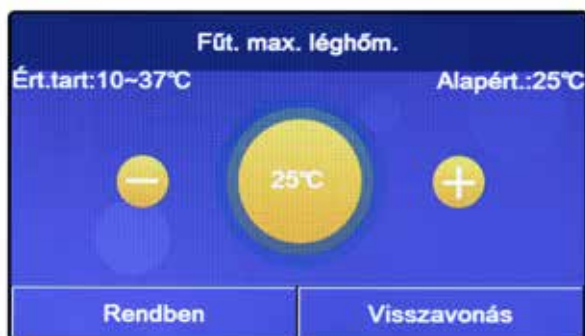 Fűt. max. léghőm.
Ért.tart:10~37℃ Alapért.:25℃
− 25℃ +
Rendben Visszavonás